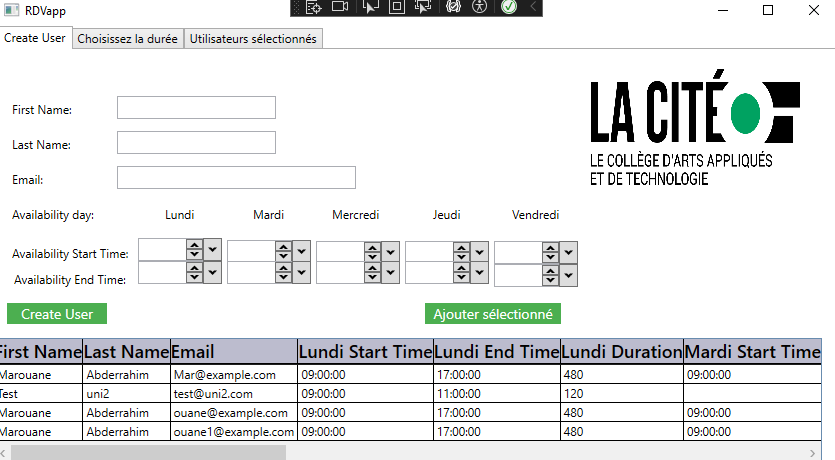 RDVapp
Create User Choisissez la durée Utilisateurs sélectionnés
LA CITÉ
LE COLLÈGE D'ARTS APPLIQUÉS
ET DE TECHNOLOGIE
First Name:
Last Name:
Email:
Availability day: Lundi Mardi Mercredi Jeudi Vendredi
Availability Start Time:
Availability End Time:
Create User Ajouter sélectionné
First Name Last Name Email Lundi Start Time Lundi End Time Lundi Duration Mardi Start Time
Marouane Abderrahim Mar@example.com 09:00:00 17:00:00 480 09:00:00
Test uni2 test@uni2.com 09:00:00 11:00:00 120
Marouane Abderrahim ouane@example.com 09:00:00 17:00:00 480 09:00:00
Marouane Abderrahim ouane1@example.com 09:00:00 17:00:00 480 09:00:00